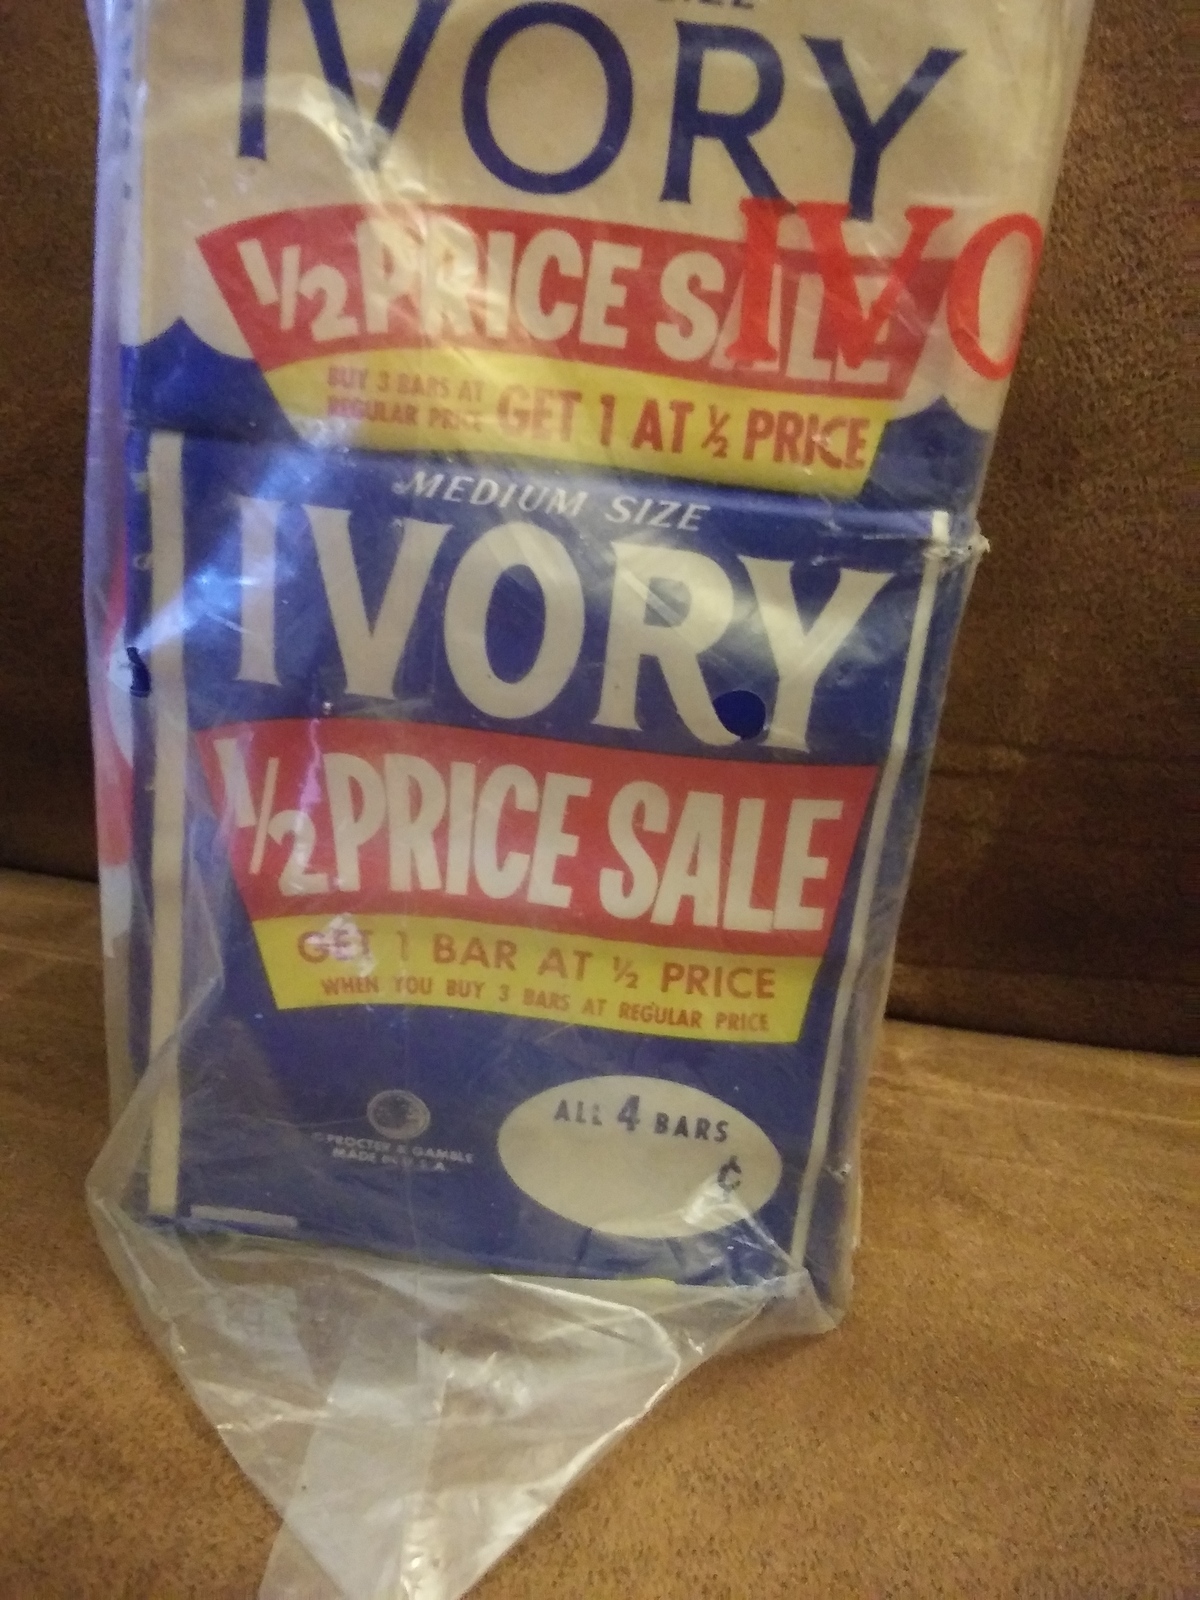 IVORY
IVO
1/2 PRICE SALE
BUY 3 BARS AT
REGULAR PRICE
GET 1 AT ½ PRICE
MEDIUM SIZE
IVORY
1/2 PRICE SALE
GET 1 BAR AT ½ PRICE
WHEN YOU BUY 3 BARS AT REGULAR PRICE
ALL 4 BARS
¢
© PROCTER & GAMBLE
MADE IN U.S.A.